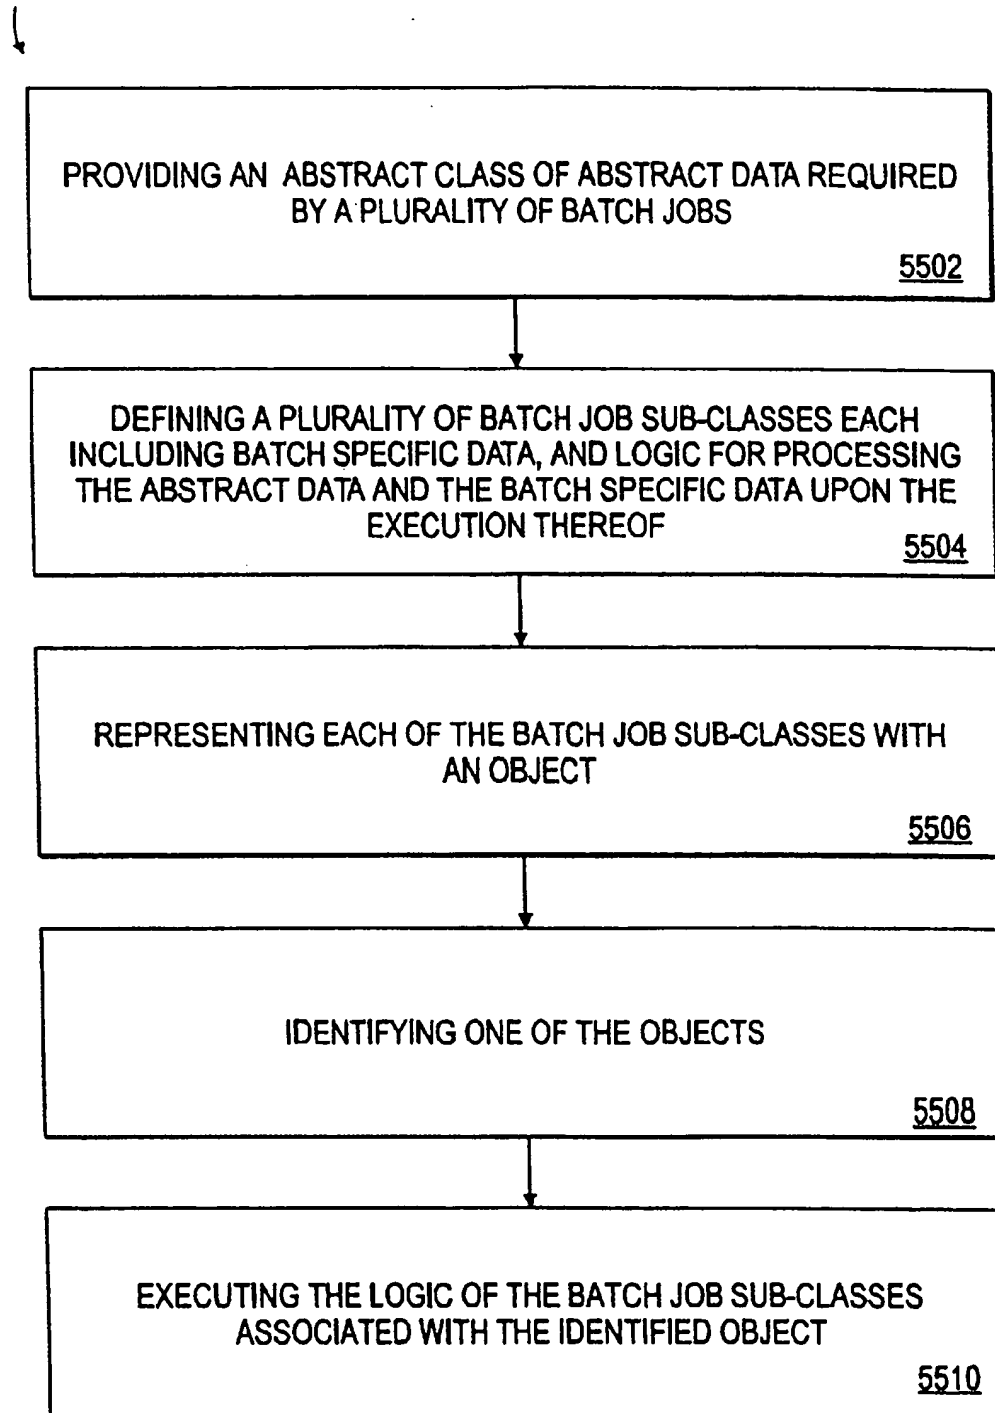 PROVIDING AN ABSTRACT CLASS OF ABSTRACT DATA REQUIRED
BY A PLURALITY OF BATCH JOBS
5502
DEFINING A PLURALITY OF BATCH JOB SUB-CLASSES EACH
INCLUDING BATCH SPECIFIC DATA, AND LOGIC FOR PROCESSING
THE ABSTRACT DATA AND THE BATCH SPECIFIC DATA UPON THE
EXECUTION THEREOF
5504
REPRESENTING EACH OF THE BATCH JOB SUB-CLASSES WITH
AN OBJECT
5506
IDENTIFYING ONE OF THE OBJECTS
5508
EXECUTING THE LOGIC OF THE BATCH JOB SUB-CLASSES
ASSOCIATED WITH THE IDENTIFIED OBJECT
5510